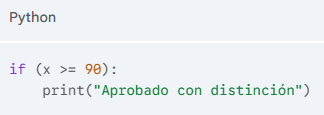 Python
if (x >= 90):
    print("Aprobado con distinción")